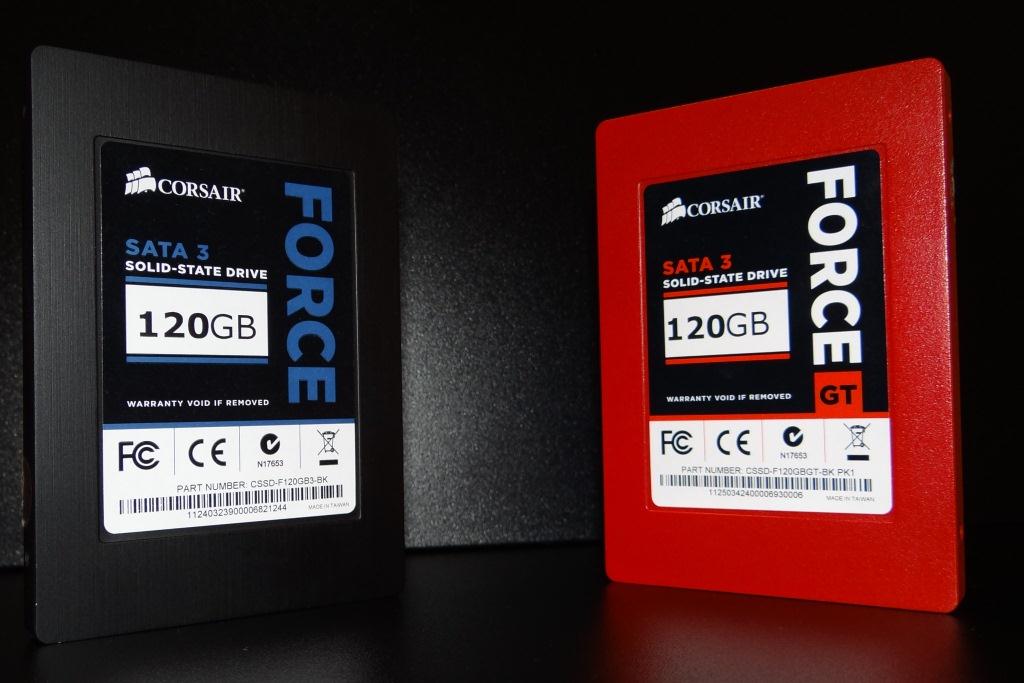 CORSAIR
FORCE
SATA 3
SOLID-STATE DRIVE
120GB
WARRANTY VOID IF REMOVED
FC CE
N17653
PART NUMBER: CSSD-F120GB3-BK
11240323900006821244
MADE IN TAIWAN
CORSAIR
FORCE
GT
SATA 3
SOLID-STATE DRIVE
120GB
WARRANTY VOID IF REMOVED
FC CE
N17653
PART NUMBER: CSSD-F120GBGT-BK PK1
11250342400006930006
MADE IN TAIWAN